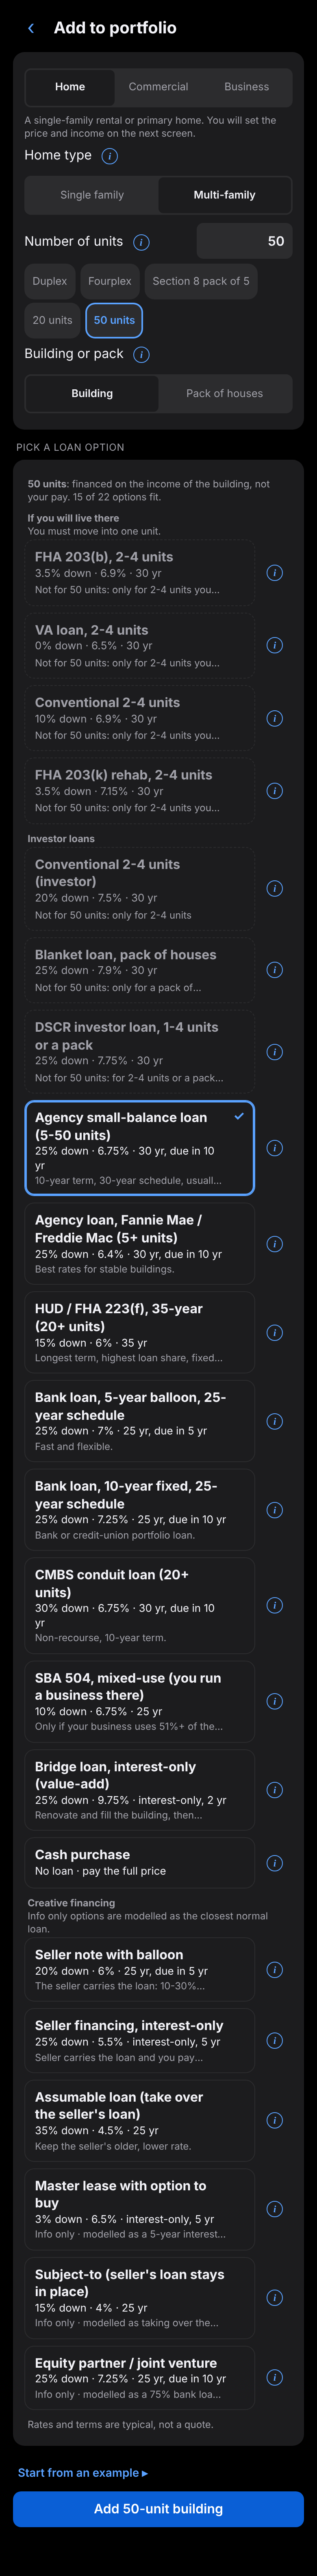 ‹ Add to portfolio
Home Commercial Business
A single-family rental or primary home. You will set the
price and income on the next screen.
Home type i
Single family Multi-family
Number of units i 50
Duplex Fourplex Section 8 pack of 5
20 units 50 units
Building or pack i
Building Pack of houses
PICK A LOAN OPTION
50 units: financed on the income of the building, not
your pay. 15 of 22 options fit.
If you will live there
You must move into one unit.
FHA 203(b), 2-4 units
3.5% down · 6.9% · 30 yr
Not for 50 units: only for 2-4 units you...
i
VA loan, 2-4 units
0% down · 6.5% · 30 yr
Not for 50 units: only for 2-4 units you...
i
Conventional 2-4 units
10% down · 6.9% · 30 yr
Not for 50 units: only for 2-4 units you...
i
FHA 203(k) rehab, 2-4 units
3.5% down · 7.15% · 30 yr
Not for 50 units: only for 2-4 units you...
i
Investor loans
Conventional 2-4 units
(investor)
20% down · 7.5% · 30 yr
Not for 50 units: only for 2-4 units
i
Blanket loan, pack of houses
25% down · 7.9% · 30 yr
Not for 50 units: only for a pack of...
i
DSCR investor loan, 1-4 units
or a pack
25% down · 7.75% · 30 yr
Not for 50 units: for 2-4 units or a pack...
i
Agency small-balance loan ✓
(5-50 units)
25% down · 6.75% · 30 yr, due in 10
yr
10-year term, 30-year schedule, usuall...
i
Agency loan, Fannie Mae /
Freddie Mac (5+ units)
25% down · 6.4% · 30 yr, due in 10 yr
Best rates for stable buildings.
i
HUD / FHA 223(f), 35-year
(20+ units)
15% down · 6% · 35 yr
Longest term, highest loan share, fixed...
i
Bank loan, 5-year balloon, 25-
year schedule
25% down · 7% · 25 yr, due in 5 yr
Fast and flexible.
i
Bank loan, 10-year fixed, 25-
year schedule
25% down · 7.25% · 25 yr, due in 10 yr
Bank or credit-union portfolio loan.
i
CMBS conduit loan (20+
units)
30% down · 6.75% · 30 yr, due in 10
yr
Non-recourse, 10-year term.
i
SBA 504, mixed-use (you run
a business there)
10% down · 6.75% · 25 yr
Only if your business uses 51%+ of the...
i
Bridge loan, interest-only
(value-add)
25% down · 9.75% · interest-only, 2 yr
Renovate and fill the building, then...
i
Cash purchase
No loan · pay the full price
i
Creative financing
Info only options are modelled as the closest normal
loan.
Seller note with balloon
20% down · 6% · 25 yr, due in 5 yr
The seller carries the loan: 10-30%...
i
Seller financing, interest-only
25% down · 5.5% · interest-only, 5 yr
Seller carries the loan and you pay...
i
Assumable loan (take over
the seller's loan)
35% down · 4.5% · 25 yr
Keep the seller's older, lower rate.
i
Master lease with option to
buy
3% down · 6.5% · interest-only, 5 yr
Info only · modelled as a 5-year interest...
i
Subject-to (seller's loan stays
in place)
15% down · 4% · 25 yr
Info only · modelled as taking over the...
i
Equity partner / joint venture
25% down · 7.25% · 25 yr, due in 10 yr
Info only · modelled as a 75% bank loa...
i
Rates and terms are typical, not a quote.
Start from an example ▸
Add 50-unit building